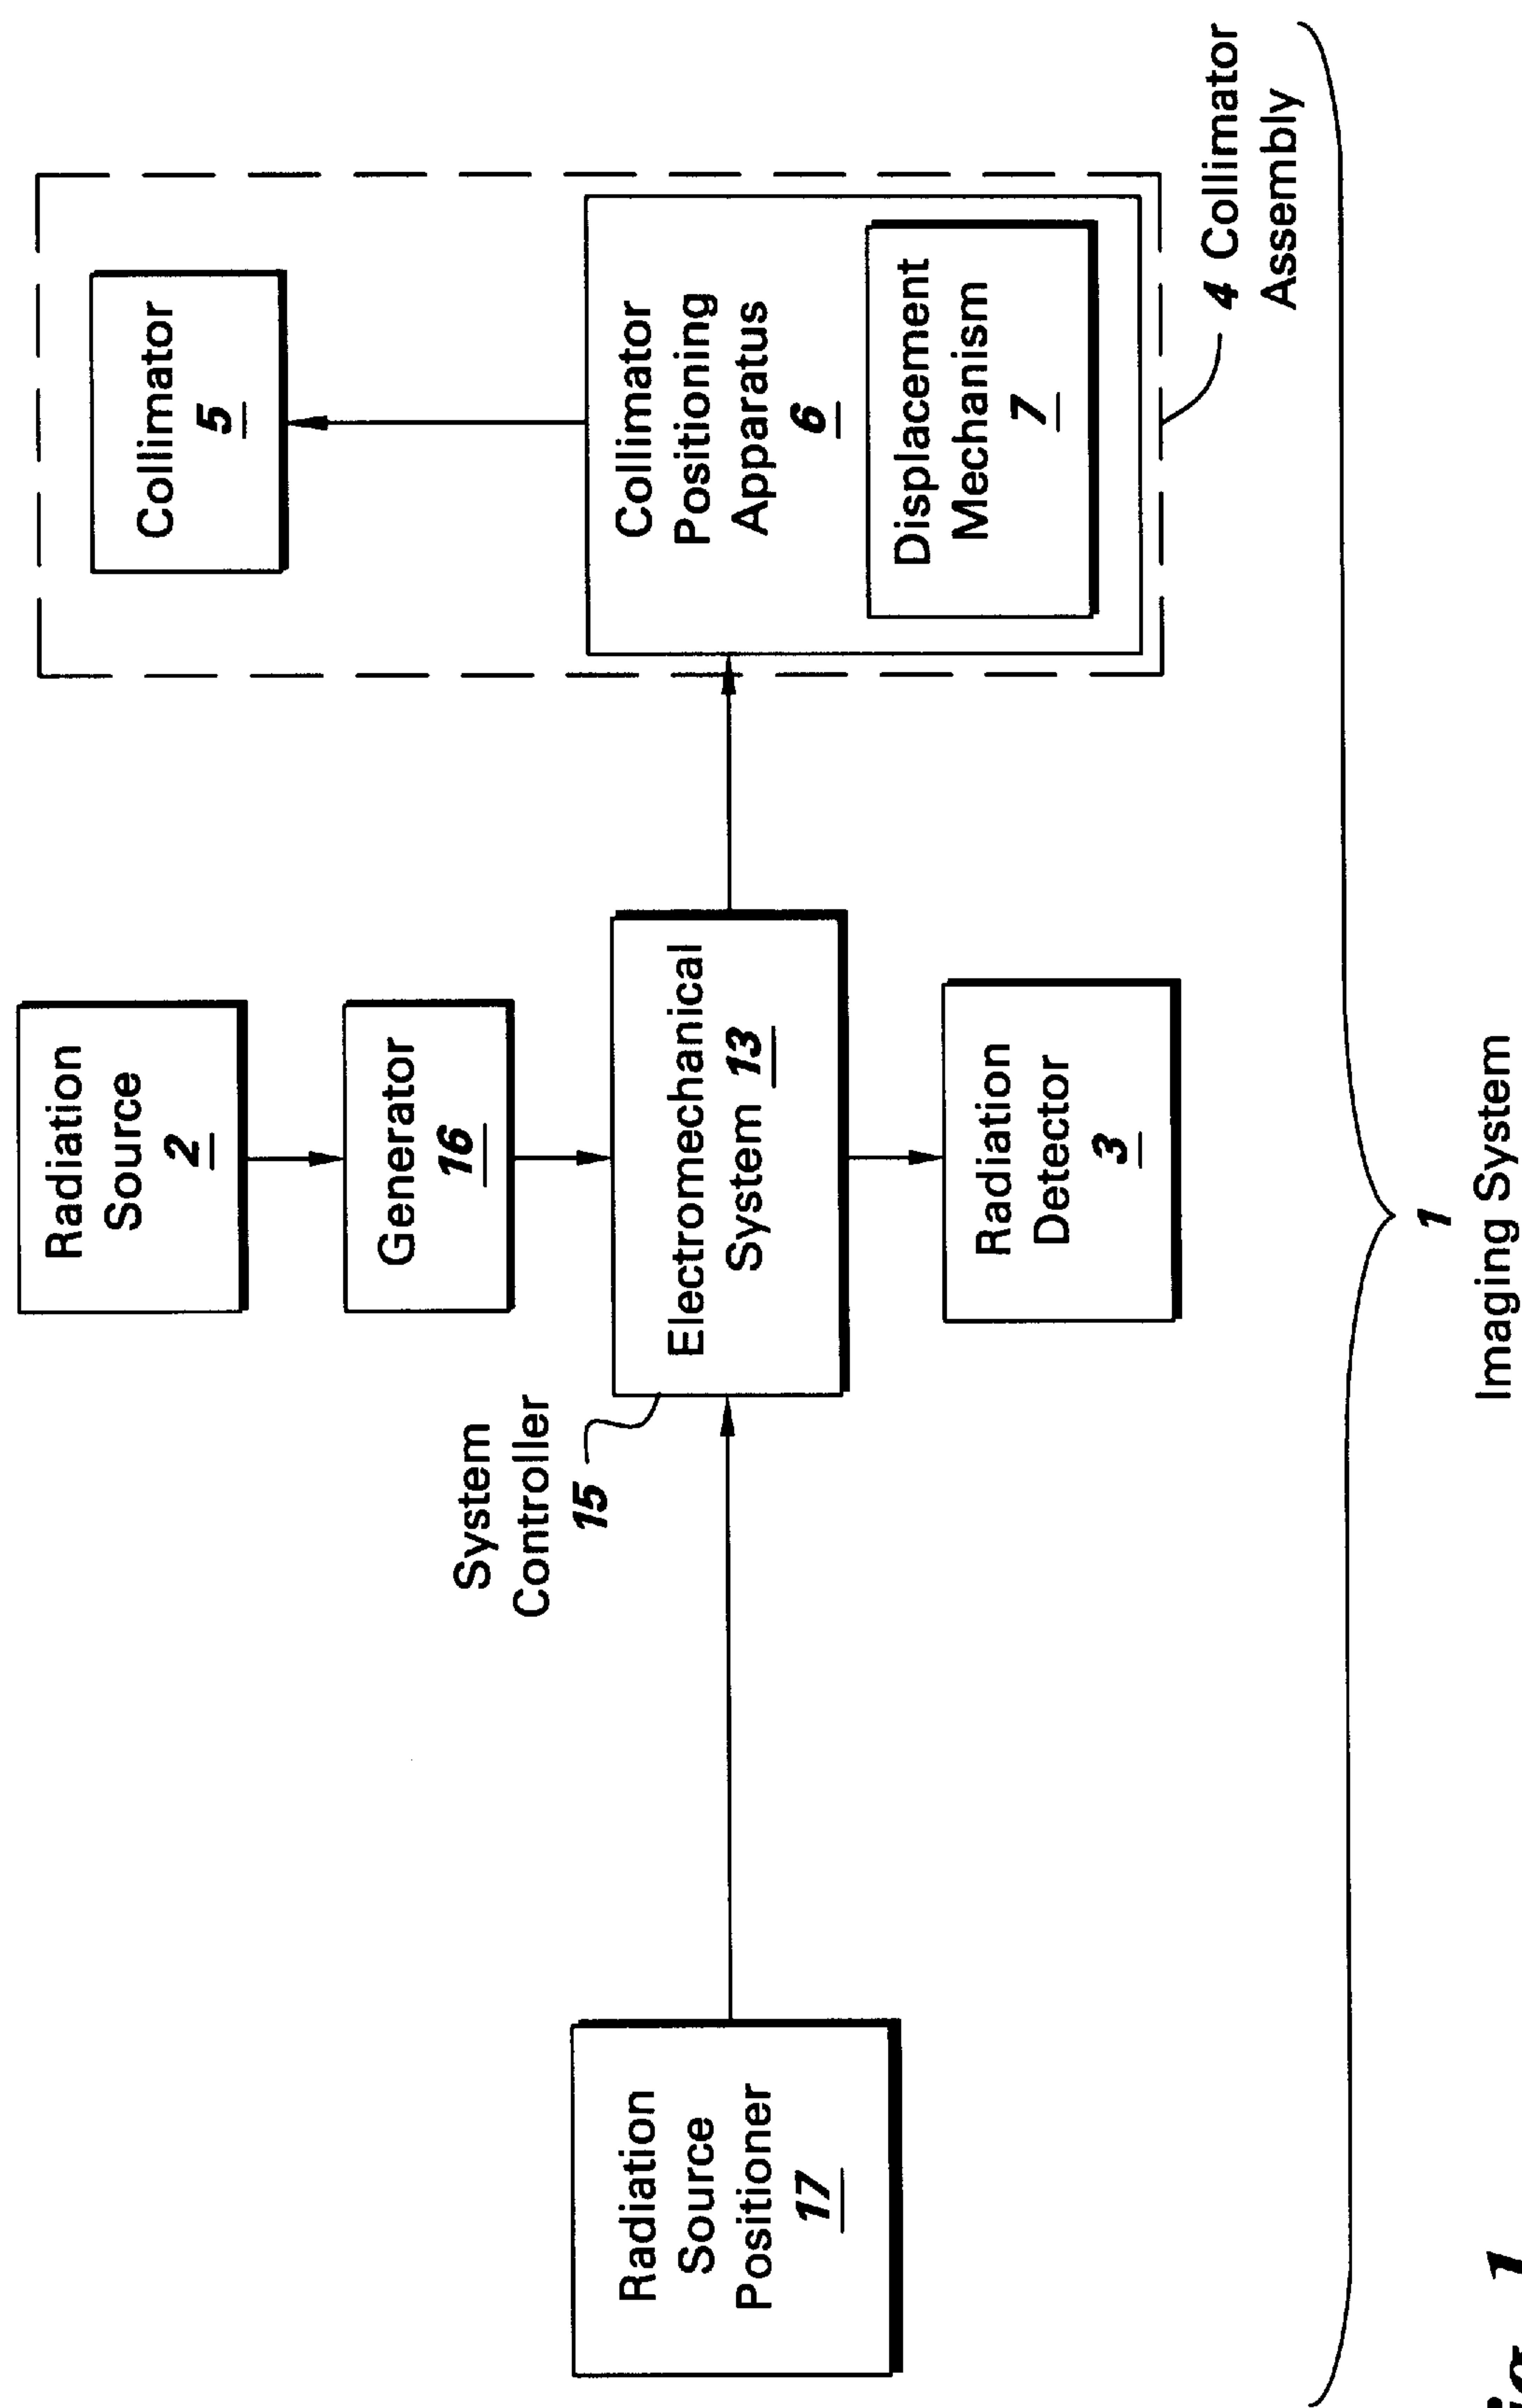 Radiation
Source
2
Generator
16
System
Controller
15
Electromechanical
System 13
Radiation
Detector
3
Radiation
Source
Positioner
17
Collimator
5
Collimator
Positioning
Apparatus
6
Displacement
Mechanism
7
4 Collimator
Assembly
1
Imaging System
1